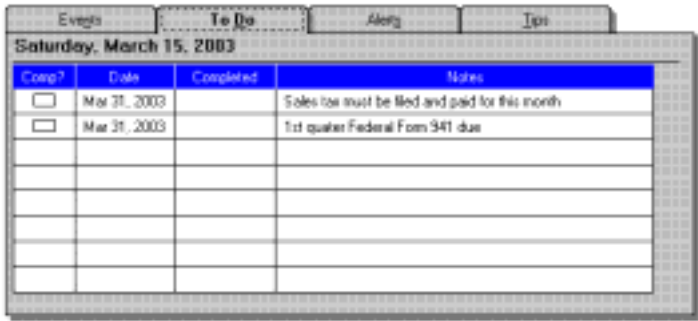 Events To Do Alerts Tips
Saturday, March 15, 2003
Comp? Date Completed Notes
Mar 31, 2003 Sales tax must be filed and paid for this month
Mar 31, 2003 1st quater Federal Form 941 due